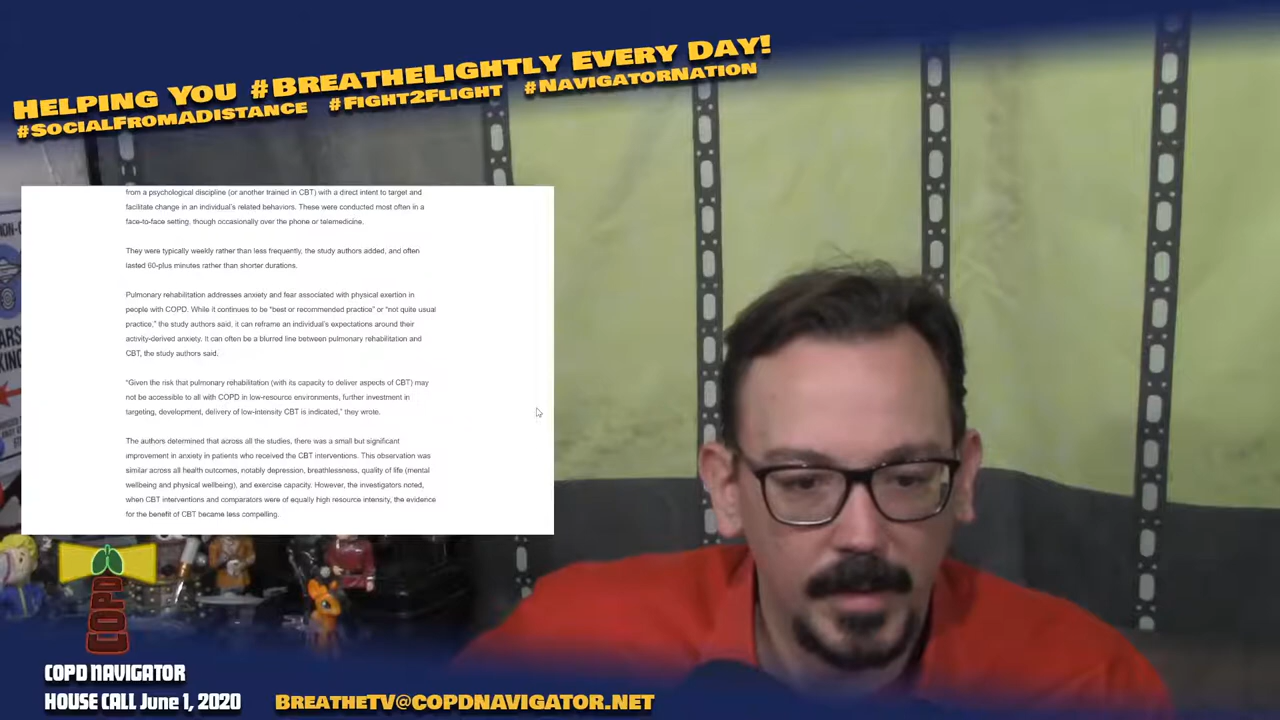 HELPING YOU #BREATHELIGHTLY EVERY DAY!
#SOCIALFROMADISTANCE #FIGHT2FLIGHT #NAVIGATORNATION
from a psychological discipline (or another trained in CBT) with a direct intent to target and
facilitate change in an individual's related behaviors. These were conducted most often in a
face-to-face setting, though occasionally over the phone or telemedicine.
They were typically weekly rather than less frequently, the study authors added, and often
lasted 60-plus minutes rather than shorter durations.
Pulmonary rehabilitation addresses anxiety and fear associated with physical exertion in
people with COPD. While it continues to be "best or recommended practice" or "not quite usual
practice," the study authors said, it can reframe an individual's expectations around their
activity-derived anxiety. It can often be a blurred line between pulmonary rehabilitation and
CBT, the study authors said.
"Given the risk that pulmonary rehabilitation (with its capacity to deliver aspects of CBT) may
not be accessible to all with COPD in low-resource environments, further investment in
targeting, development, delivery of low-intensity CBT is indicated," they wrote.
The authors determined that across all the studies, there was a small but significant
improvement in anxiety in patients who received the CBT interventions. This observation was
similar across all health outcomes, notably depression, breathlessness, quality of life (mental
wellbeing and physical wellbeing), and exercise capacity. However, the investigators noted,
when CBT interventions and comparators were of equally high resource intensity, the evidence
for the benefit of CBT became less compelling.
COPD
COPD NAVIGATOR
HOUSE CALL June 1, 2020
BREATHETV@COPDNAVIGATOR.NET